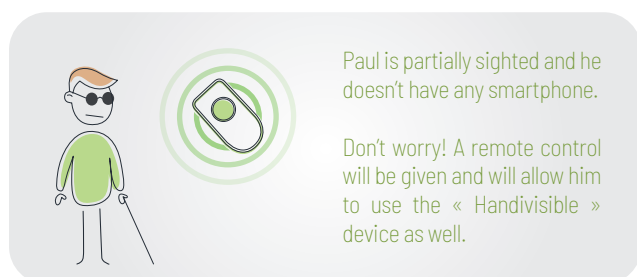 Paul is partially sighted and he
doesn't have any smartphone.
Don't worry! A remote control
will be given and will allow him
to use the « Handivisible »
device as well.